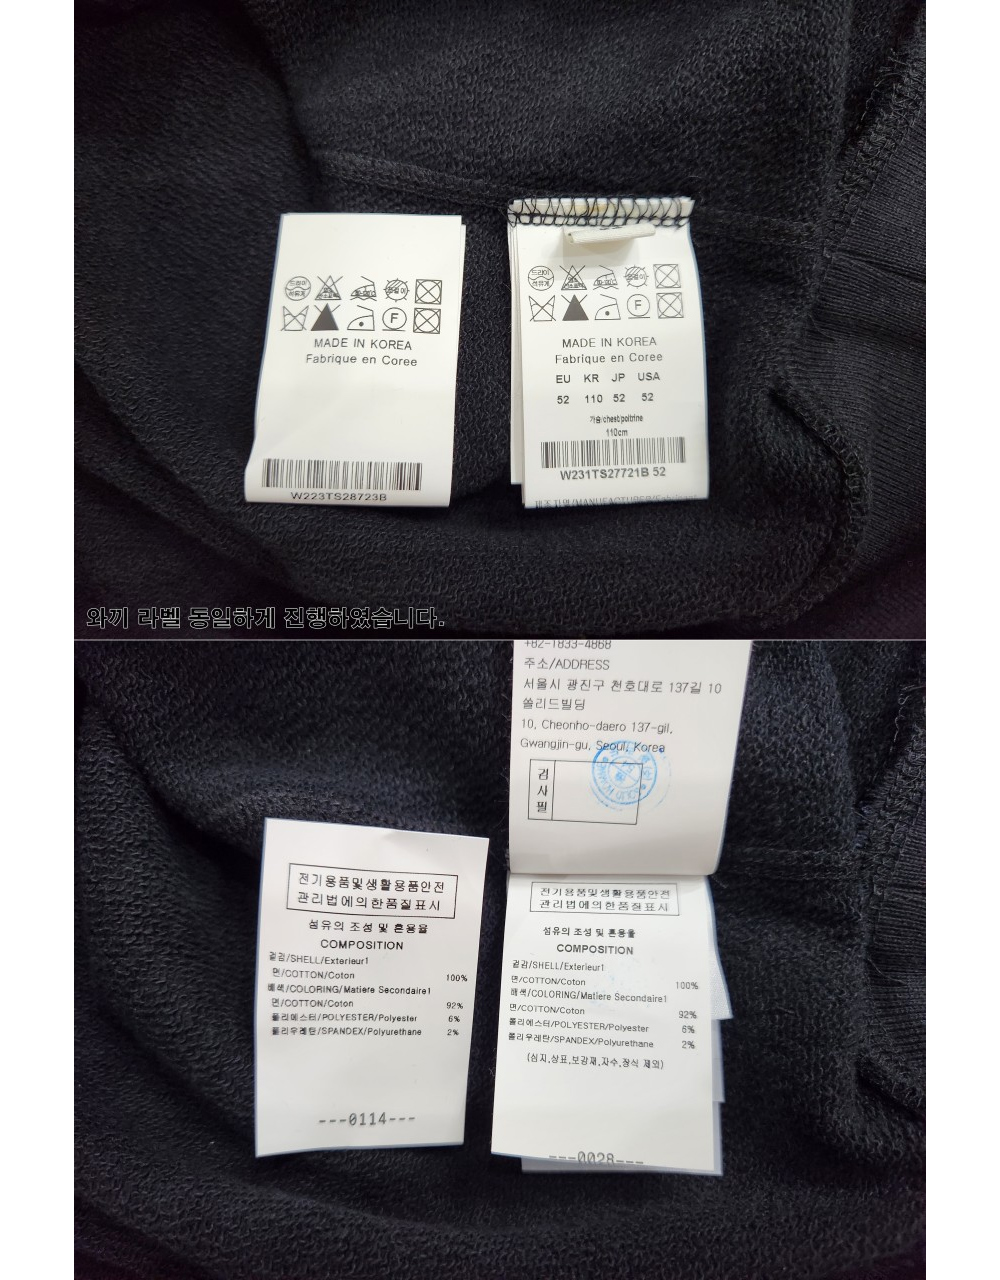 MADE IN KOREA
Fabrique en Coree
W223TS28723B
F
MADE IN KOREA
Fabrique en Coree
EU KR JP USA
52 110 52 52
가슴/chest/poitrine
110cm
W231TS27721B 52
제조자명/MANUFACTURER/Fabricant
F
와끼 라벨 동일하게 진행하였습니다.
+82-1833-4868
주소/ADDRESS
서울시 광진구 천호대로 137길 10
쏠리드빌딩
10, Cheonho-daero 137-gil,
Gwangjin-gu, Seoul, Korea
검사필
전기용품및생활용품안전
관리법에의한품질표시
섬유의 조성 및 혼용율
COMPOSITION
겉감/SHELL/Exterieur1
면/COTTON/Coton 100%
배색/COLORING/Matiere Secondaire1
면/COTTON/Coton 92%
폴리에스터/POLYESTER/Polyester 6%
폴리우레탄/SPANDEX/Polyurethane 2%
---0114---
전기용품및생활용품안전
관리법에의한품질표시
섬유의 조성 및 혼용율
COMPOSITION
겉감/SHELL/Exterieur1
면/COTTON/Coton 100%
배색/COLORING/Matiere Secondaire1
면/COTTON/Coton 92%
폴리에스터/POLYESTER/Polyester 6%
폴리우레탄/SPANDEX/Polyurethane 2%
(심지,상표,보강재,자수,장식 제외)
---0028---